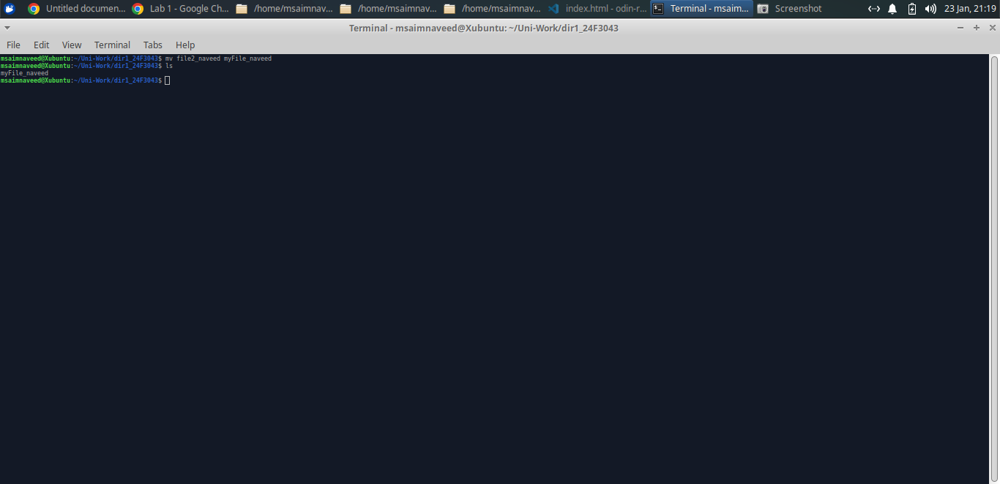 Untitled documen... Lab 1 - Google Ch... /home/msaimnav... /home/msaimnav... /home/msaimnav... index.html - odin-r... Terminal - msaim... Screenshot 23 Jan, 21:19
Terminal - msaimnaveed@Xubuntu: ~/Uni-Work/dir1_24F3043
File Edit View Terminal Tabs Help
msaimnaveed@Xubuntu:~/Uni-Work/dir1_24F3043$ mv file2_naveed myFile_naveed
msaimnaveed@Xubuntu:~/Uni-Work/dir1_24F3043$ ls
myFile_naveed
msaimnaveed@Xubuntu:~/Uni-Work/dir1_24F3043$